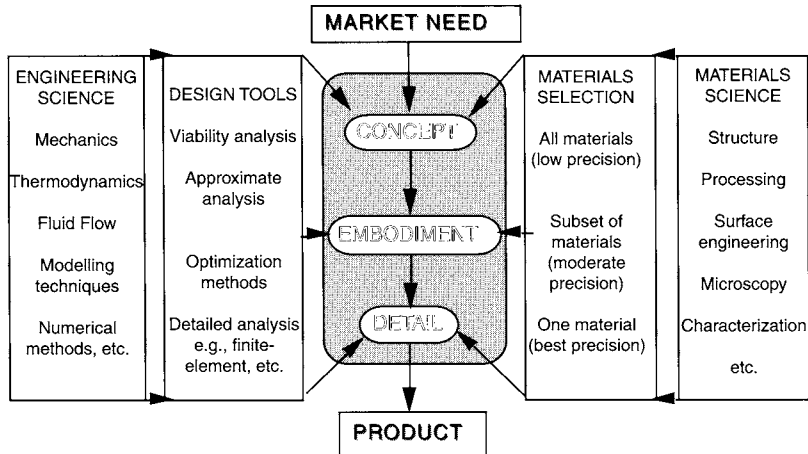 MARKET NEED
ENGINEERING
SCIENCE
Mechanics
Thermodynamics
Fluid Flow
Modelling
techniques
Numerical
methods, etc.
DESIGN TOOLS
Viability analysis
Approximate
analysis
Optimization
methods
Detailed analysis
e.g., finite-
element, etc.
CONCEPT
EMBODIMENT
DETAIL
MATERIALS
SELECTION
All materials
(low precision)
Subset of
materials
(moderate
precision)
One material
(best precision)
MATERIALS
SCIENCE
Structure
Processing
Surface
engineering
Microscopy
Characterization
etc.
PRODUCT